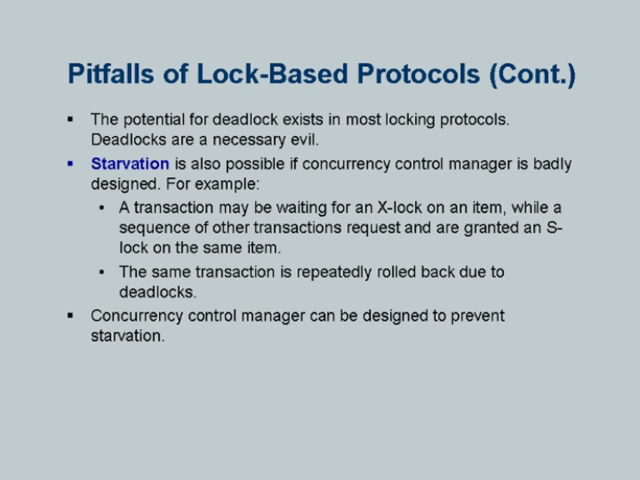 Pitfalls of Lock-Based Protocols (Cont.)
▪ The potential for deadlock exists in most locking protocols.
Deadlocks are a necessary evil.
▪ Starvation is also possible if concurrency control manager is badly
designed. For example:
• A transaction may be waiting for an X-lock on an item, while a
sequence of other transactions request and are granted an S-
lock on the same item.
• The same transaction is repeatedly rolled back due to
deadlocks.
▪ Concurrency control manager can be designed to prevent
starvation.